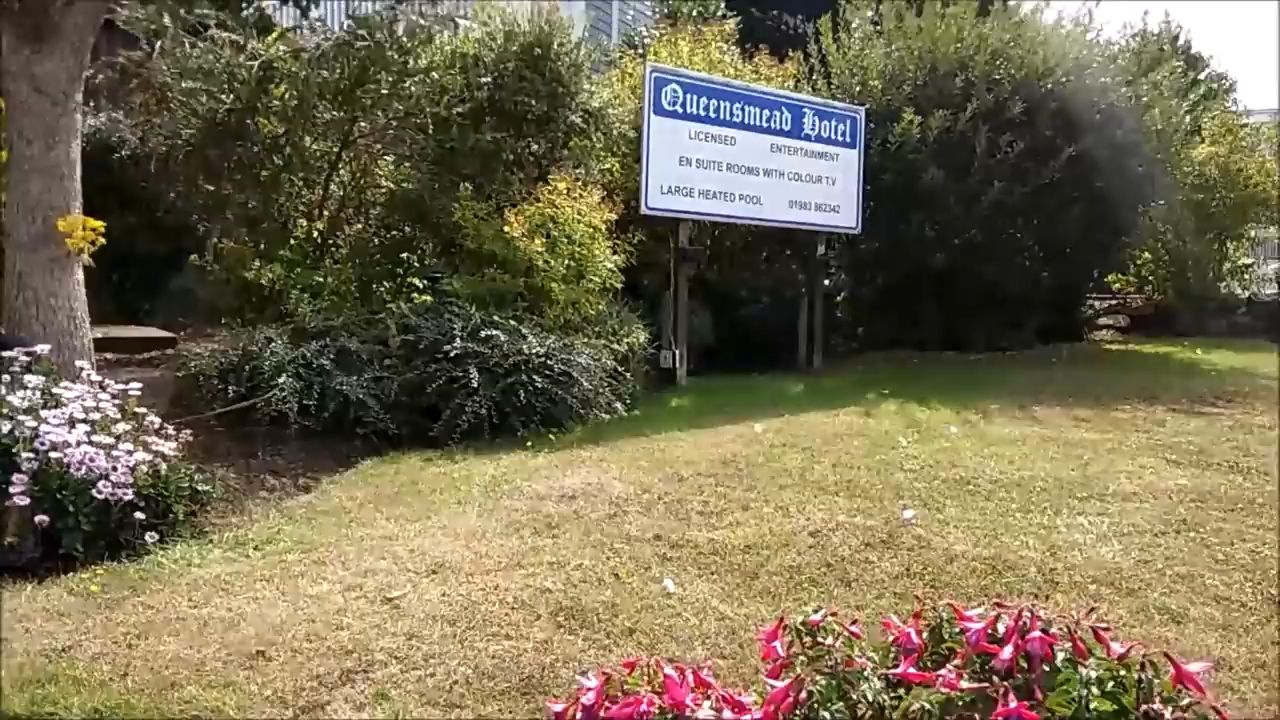 Queensmead Hotel
LICENSED ENTERTAINMENT
EN SUITE ROOMS WITH COLOUR T.V
LARGE HEATED POOL 01983 862342